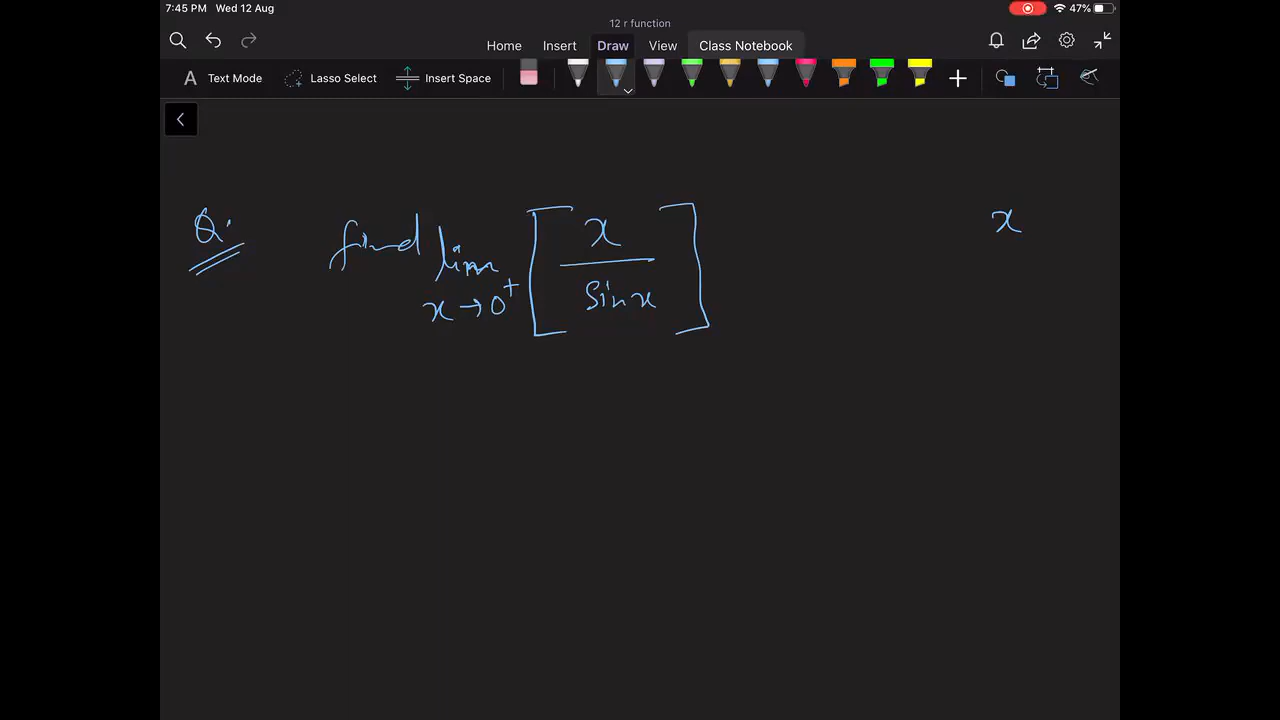 7:45 PM Wed 12 Aug
47%
12 r function
Home Insert Draw View Class Notebook
A Text Mode Lasso Select Insert Space
Q. find lim x→0⁺ [x / sin x]
x